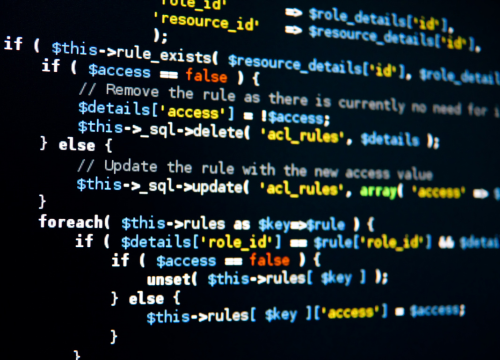 'role_id' => $role_details['id'],
'resource_id' => $resource_details['id'],
);
if ( $this->rule_exists( $resource_details['id'], $role_detail
if ( $access == false ) {
// Remove the rule as there is currently no need for i
$details['access'] = !$access;
$this->_sql->delete( 'acl_rules', $details );
} else {
// Update the rule with the new access value
$this->_sql->update( 'acl_rules', array( 'access' => $
}
foreach( $this->rules as $key=>$rule ) {
if ( $details['role_id'] == $rule['role_id'] && $detai
if ( $access == false ) {
unset( $this->rules[ $key ] );
} else {
$this->rules[ $key ]['access'] = $access;
}
}